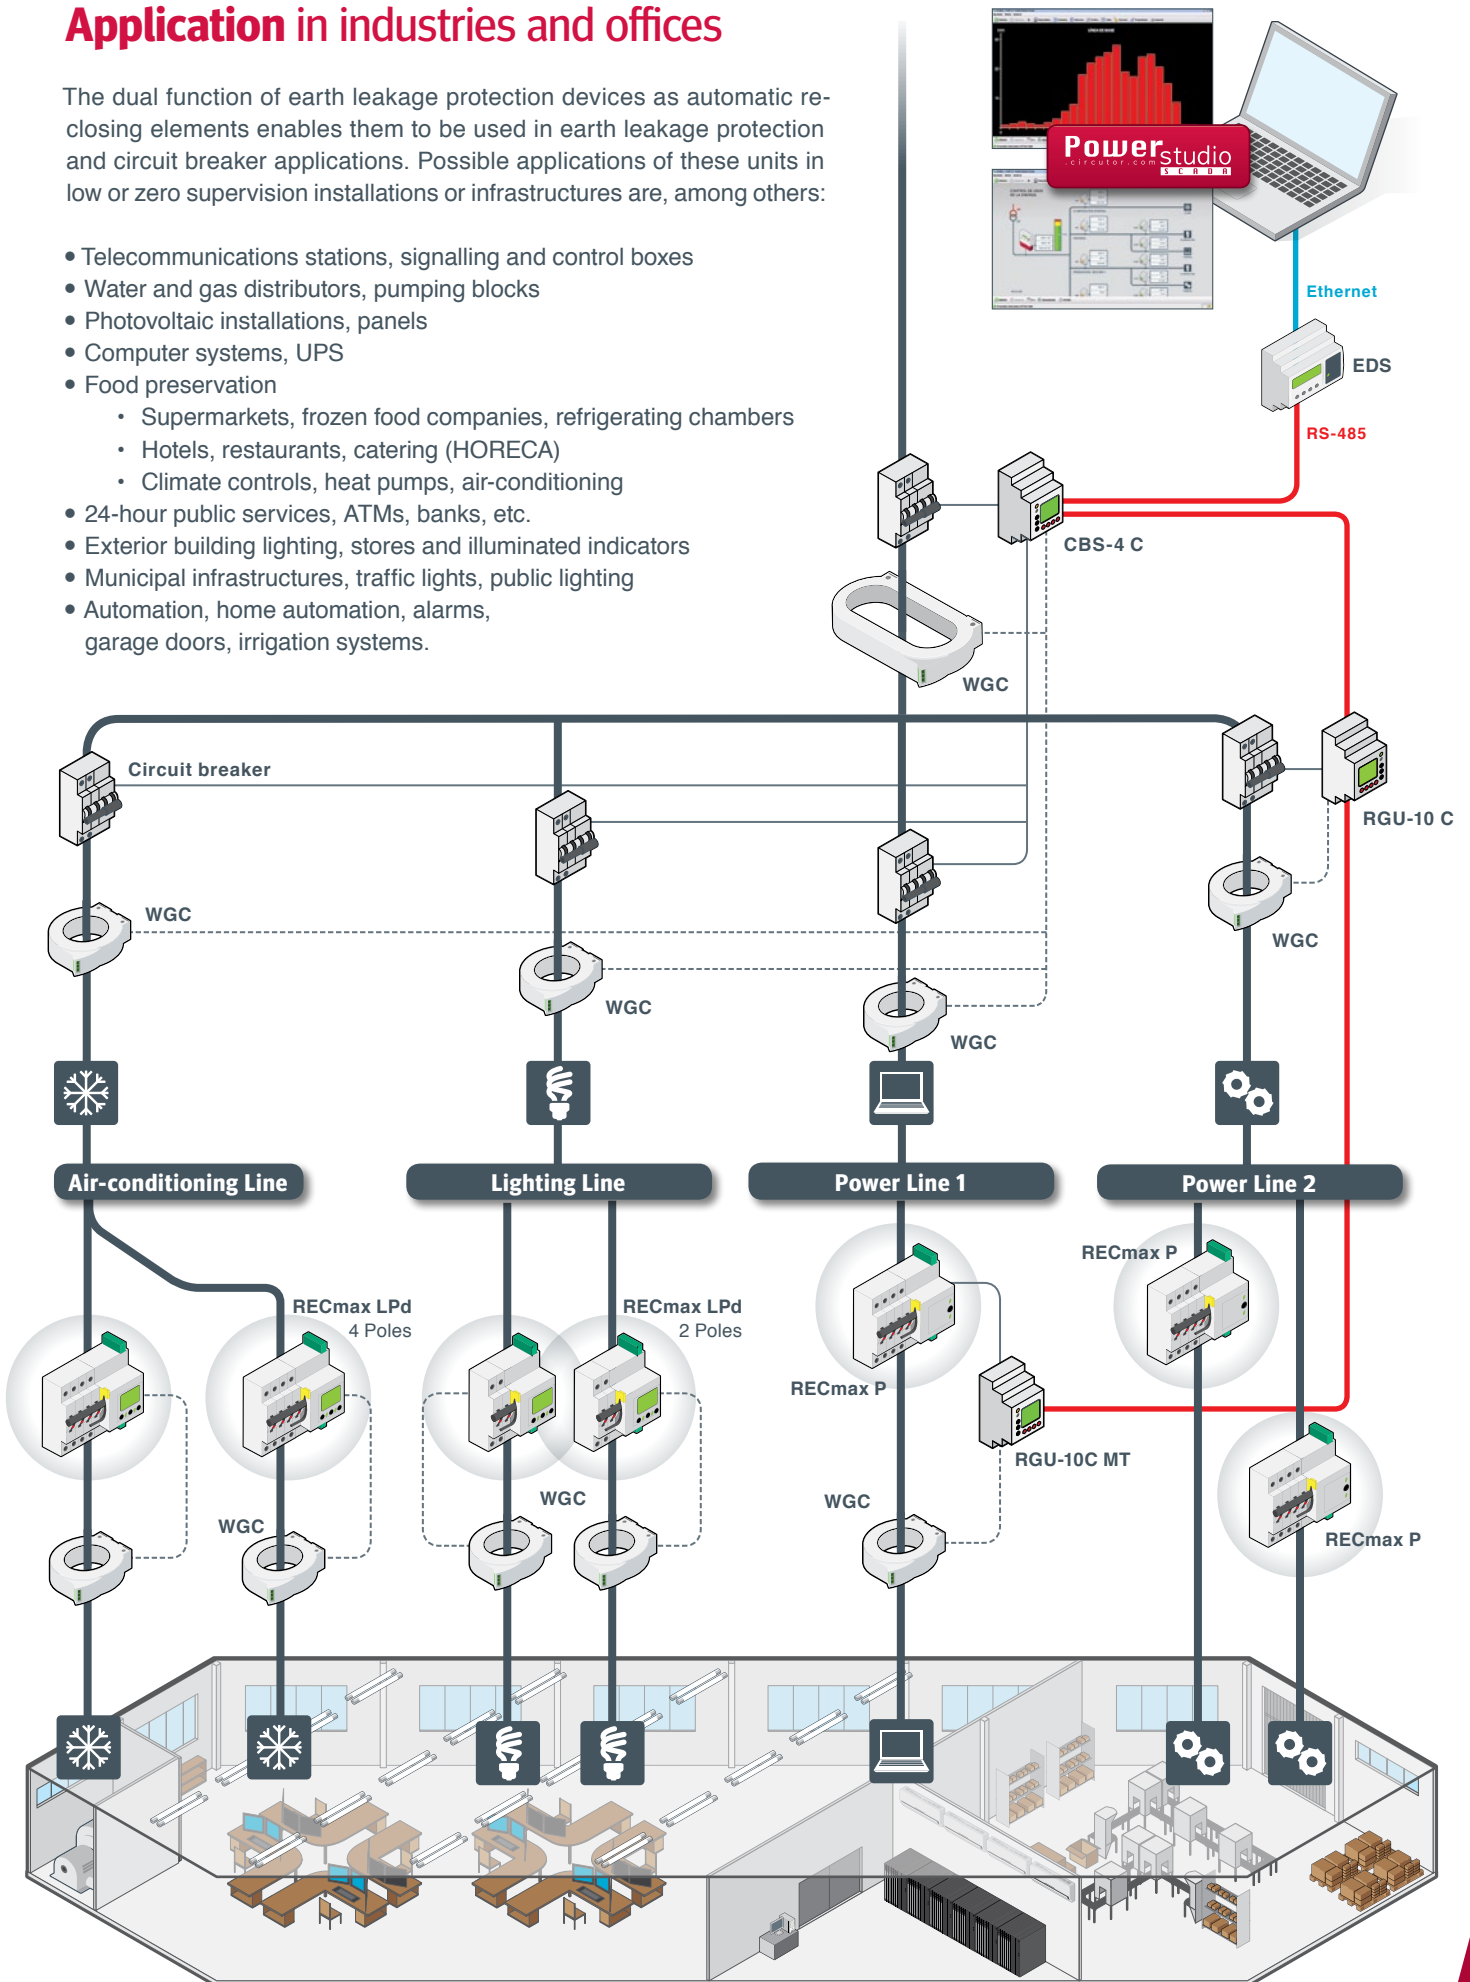 Application in industries and offices
The dual function of earth leakage protection devices as automatic re-
closing elements enables them to be used in earth leakage protection
and circuit breaker applications. Possible applications of these units in
low or zero supervision installations or infrastructures are, among others:
• Telecommunications stations, signalling and control boxes
• Water and gas distributors, pumping blocks
• Photovoltaic installations, panels
• Computer systems, UPS
• Food preservation
• Supermarkets, frozen food companies, refrigerating chambers
• Hotels, restaurants, catering (HORECA)
• Climate controls, heat pumps, air-conditioning
• 24-hour public services, ATMs, banks, etc.
• Exterior building lighting, stores and illuminated indicators
• Municipal infrastructures, traffic lights, public lighting
• Automation, home automation, alarms,
garage doors, irrigation systems.
Power studio
.circutor.com
SCADA
Ethernet
EDS
RS-485
CBS-4 C
WGC
Circuit breaker
RGU-10 C
WGC
WGC
WGC
WGC
Air-conditioning Line
Lighting Line
Power Line 1
Power Line 2
RECmax P
RECmax LPd
4 Poles
RECmax LPd
2 Poles
RECmax P
RGU-10C MT
WGC
WGC
WGC
RECmax P